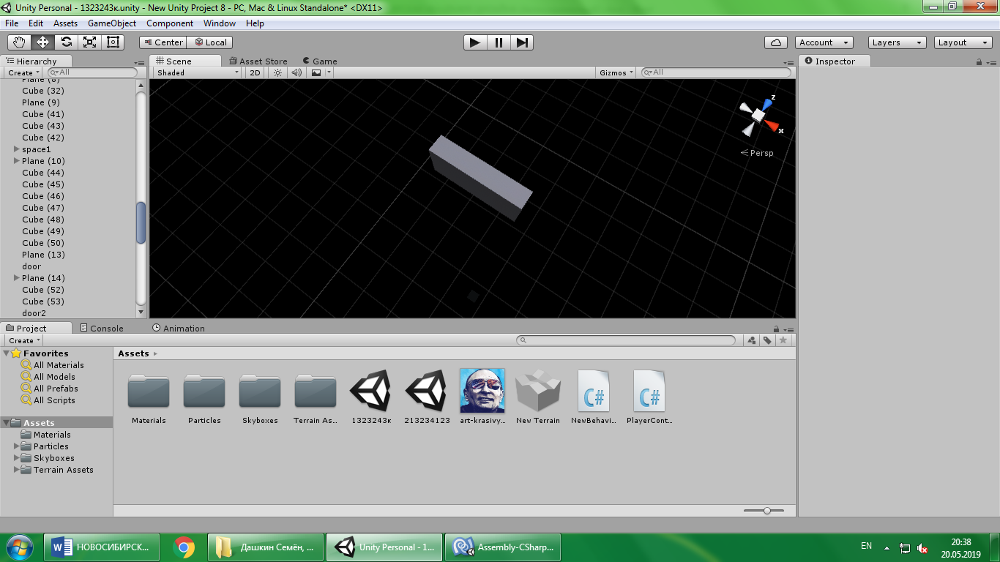 Unity Personal - 1323243к.unity - New Unity Project 8 - PC, Mac & Linux Standalone* <DX11>
File Edit Assets GameObject Component Window Help
Center Local Account Layers Layout
Hierarchy Scene Asset Store Game Inspector
Create All Shaded 2D Gizmos All
Plane (8)
Cube (32)
Plane (9)
Cube (41)
Cube (43)
Cube (42)
space1
Plane (10)
Cube (44)
Cube (45)
Cube (46)
Cube (47)
Cube (48)
Cube (49)
Cube (50)
Plane (13)
door
Plane (14)
Cube (52)
Cube (53)
door2
z
x
Persp
Project Console Animation
Create
Favorites
All Materials
All Models
All Prefabs
All Scripts
Assets
Materials
Particles
Skyboxes
Terrain Assets
Assets
Materials Particles Skyboxes Terrain As... 1323243к 213234123 art-krasivy... New Terrain NewBehavi... PlayerCont...
C# C#
НОВОСИБИРСК... Дашкин Семён, ... Unity Personal - 1... Assembly-CSharp... EN 20:38
20.05.2019